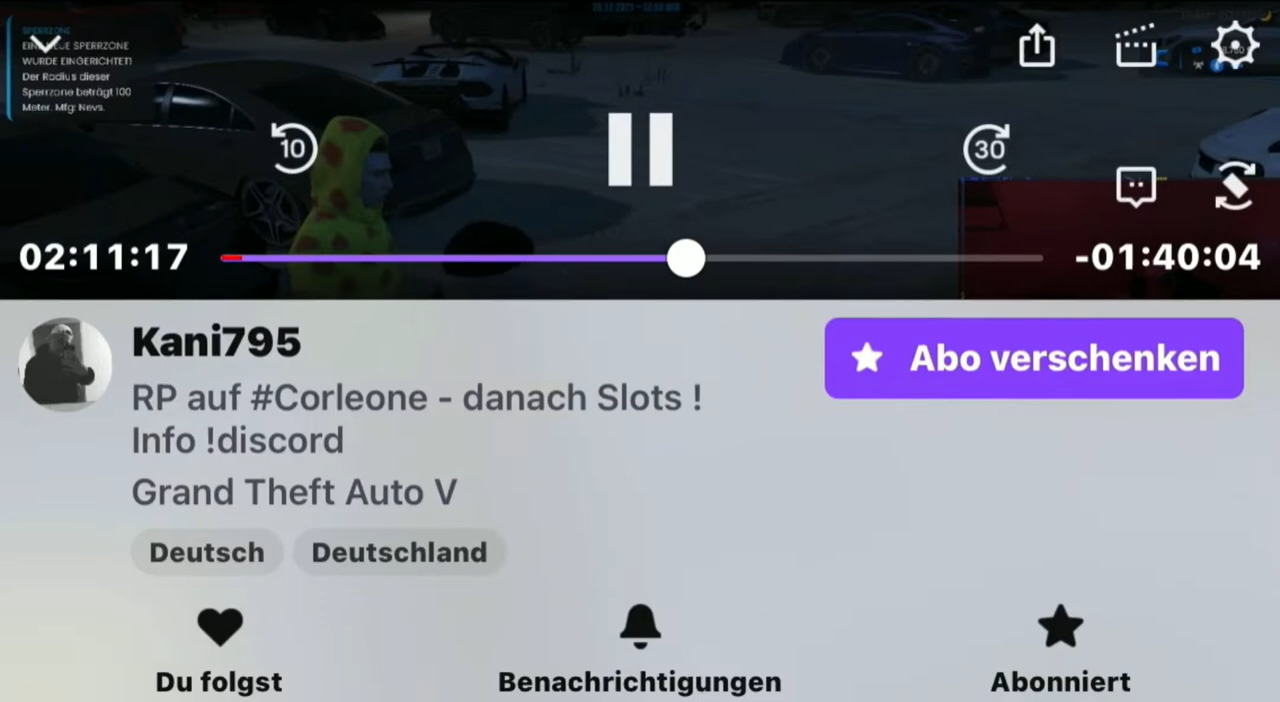 SPERRZONE
EINE NEUE SPERRZONE
WURDE EINGERICHTET!
Der Radius dieser
Sperrzone beträgt 100
Meter. Mfg: Nevs.
10
30
02:11:17
-01:40:04
Kani795
Abo verschenken
RP auf #Corleone - danach Slots !
Info !discord
Grand Theft Auto V
Deutsch
Deutschland
Du folgst
Benachrichtigungen
Abonniert